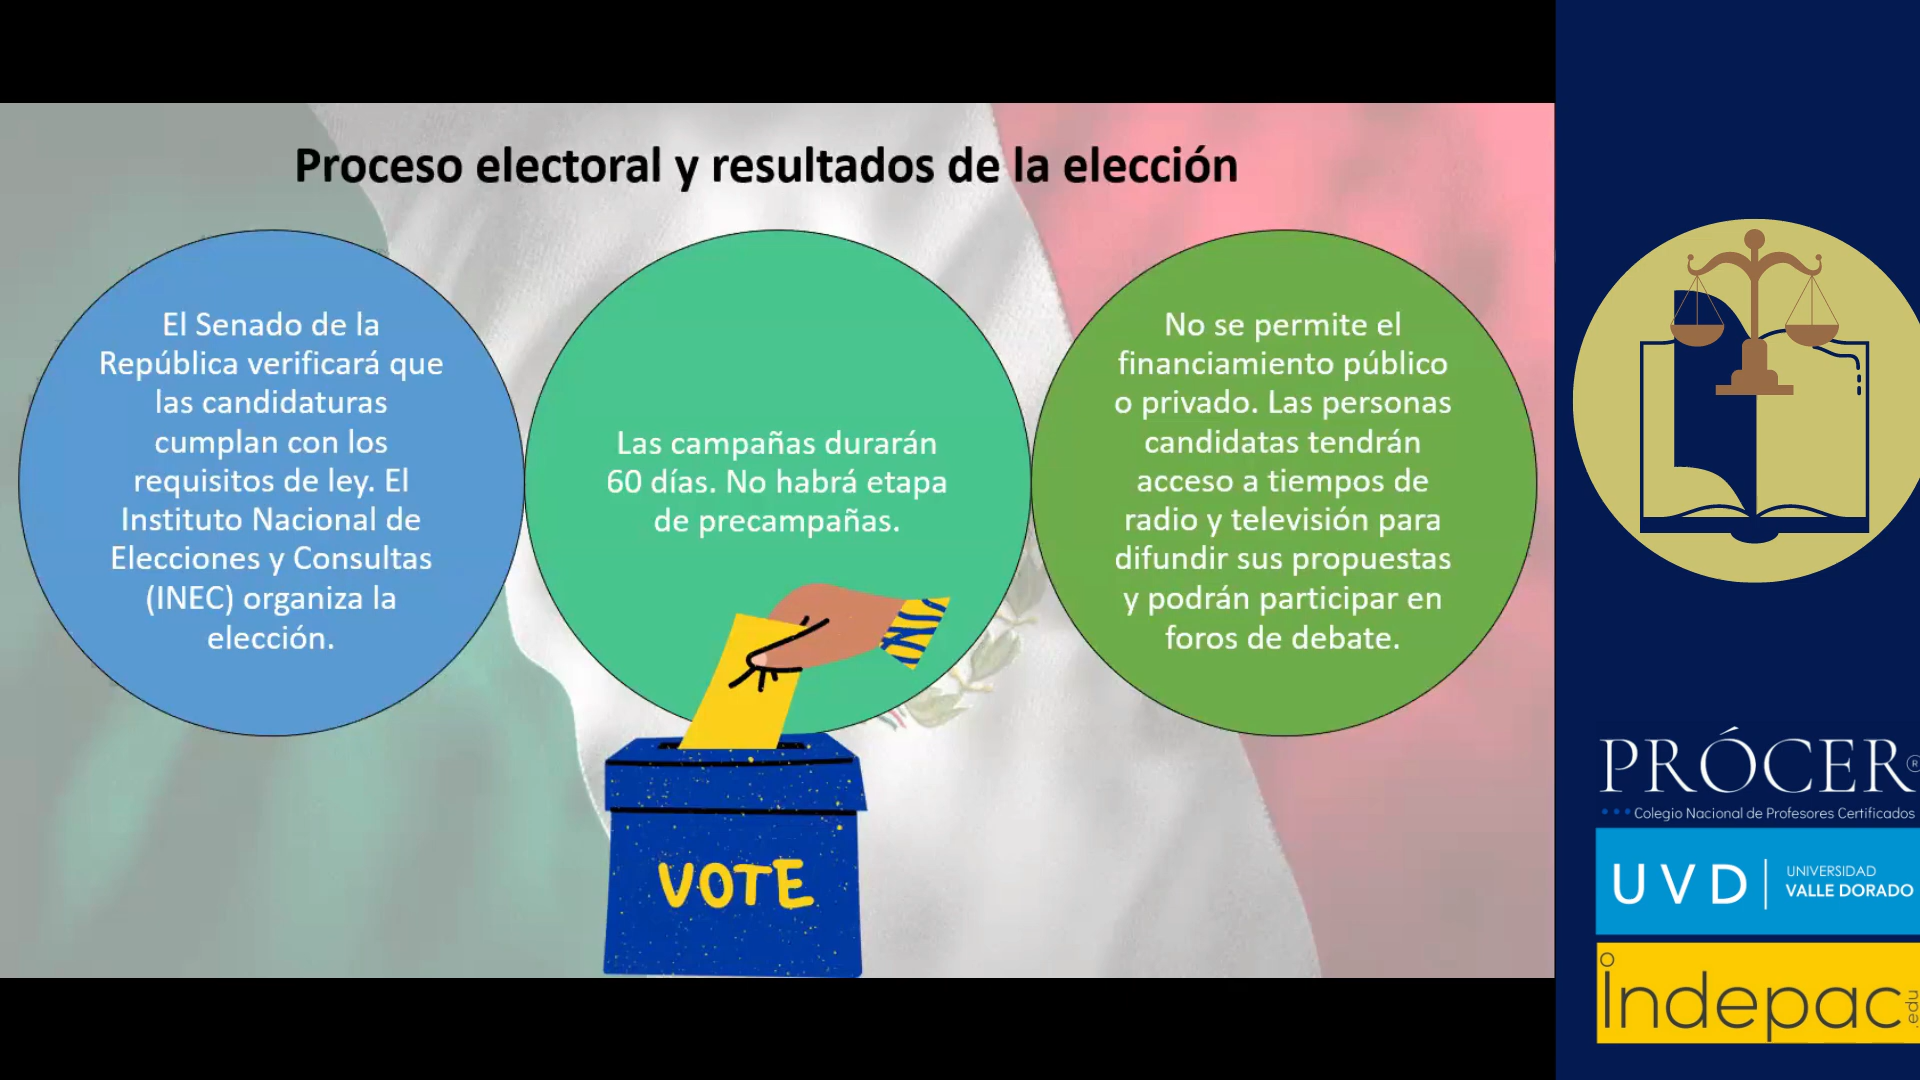 Proceso electoral y resultados de la elección
El Senado de la
República verificará que
las candidaturas
cumplan con los
requisitos de ley. El
Instituto Nacional de
Elecciones y Consultas
(INEC) organiza la
elección.
Las campañas durarán
60 días. No habrá etapa
de precampañas.
No se permite el
financiamiento público
o privado. Las personas
candidatas tendrán
acceso a tiempos de
radio y televisión para
difundir sus propuestas
y podrán participar en
foros de debate.
VOTE
PRÓCER®
Colegio Nacional de Profesores Certificados
UVD
UNIVERSIDAD
VALLE DORADO
indepac
.edu